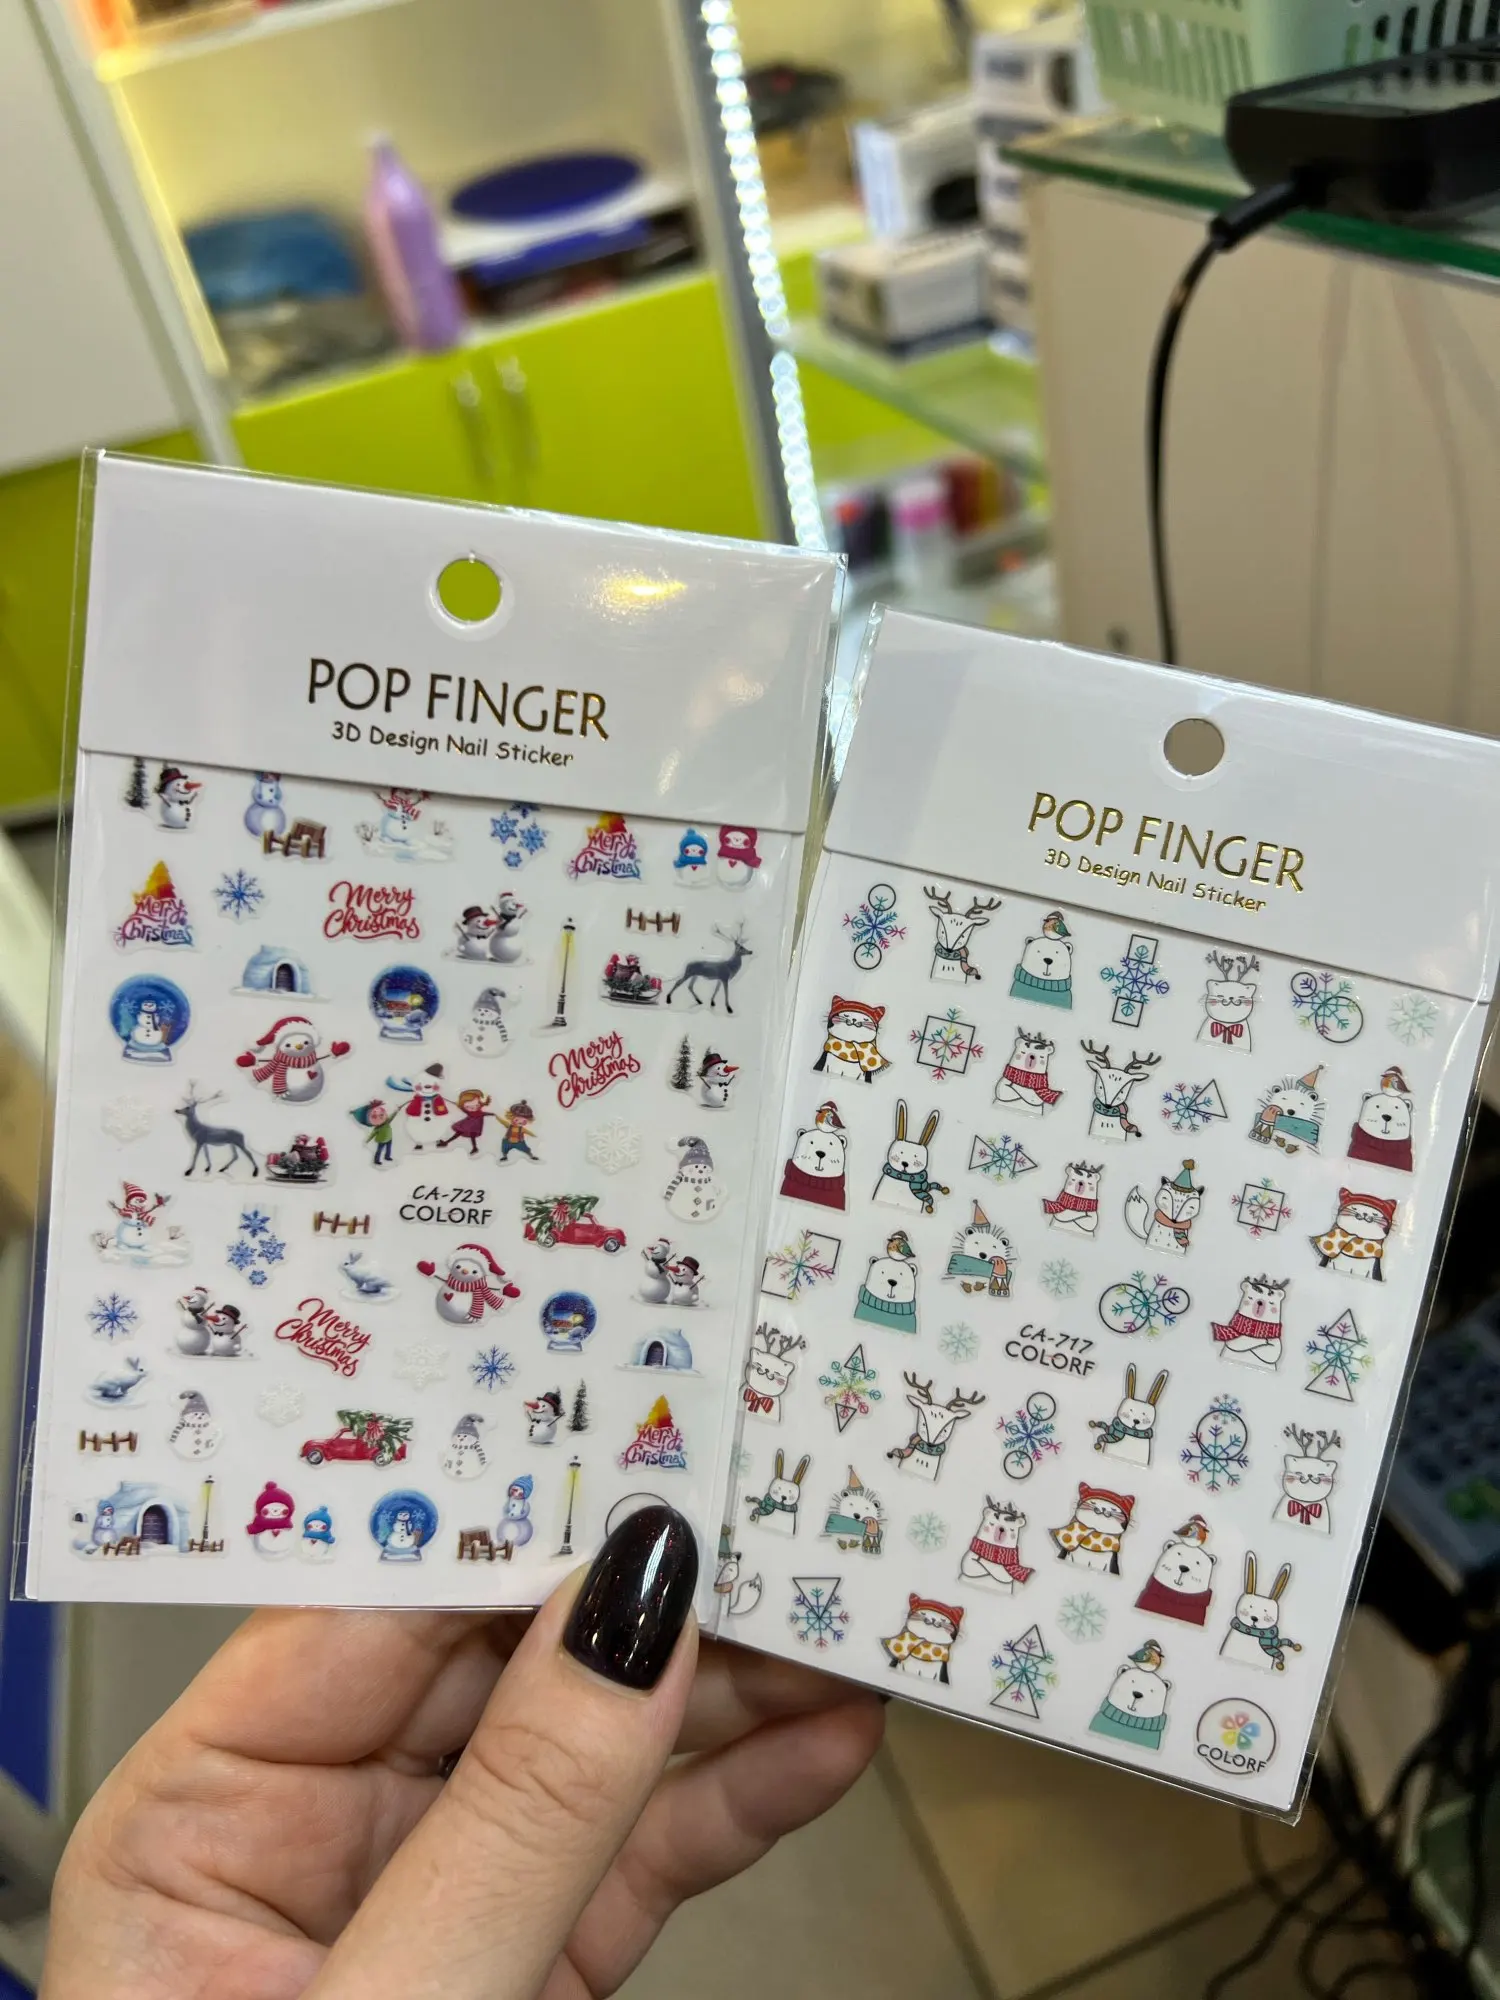 POP FINGER
3D Design Nail Sticker
Merry
Christmas
Merry
Christmas
Merry
Christmas
Merry
Christmas
CA-723
COLORF
Merry
Christmas
Merry
Christmas
POP FINGER
3D Design Nail Sticker
CA-717
COLORF
COLORF